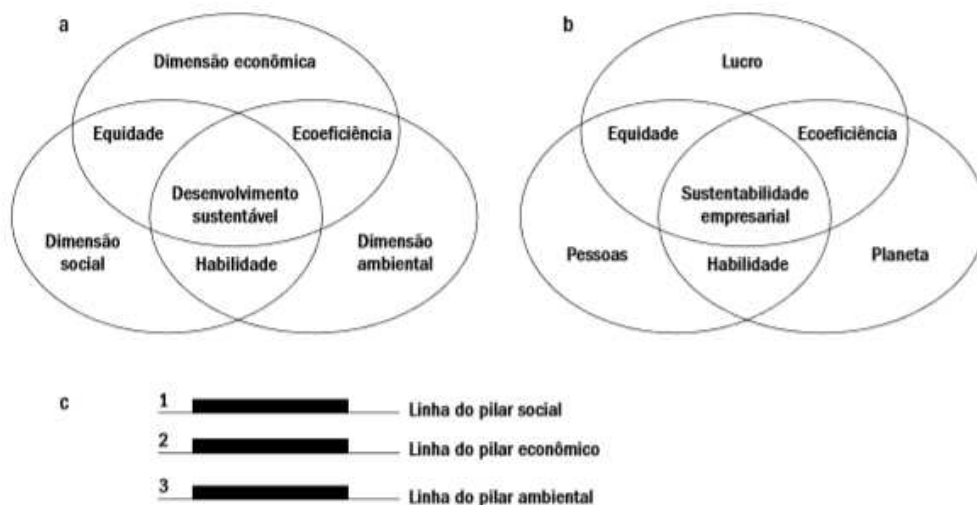 a
Dimensão econômica
Equidade
Ecoeficiência
Desenvolvimento
sustentável
Dimensão
social
Habilidade
Dimensão
ambiental
b
Lucro
Equidade
Ecoeficiência
Sustentabilidade
empresarial
Pessoas
Habilidade
Planeta
c
1
Linha do pilar social
2
Linha do pilar econômico
3
Linha do pilar ambiental